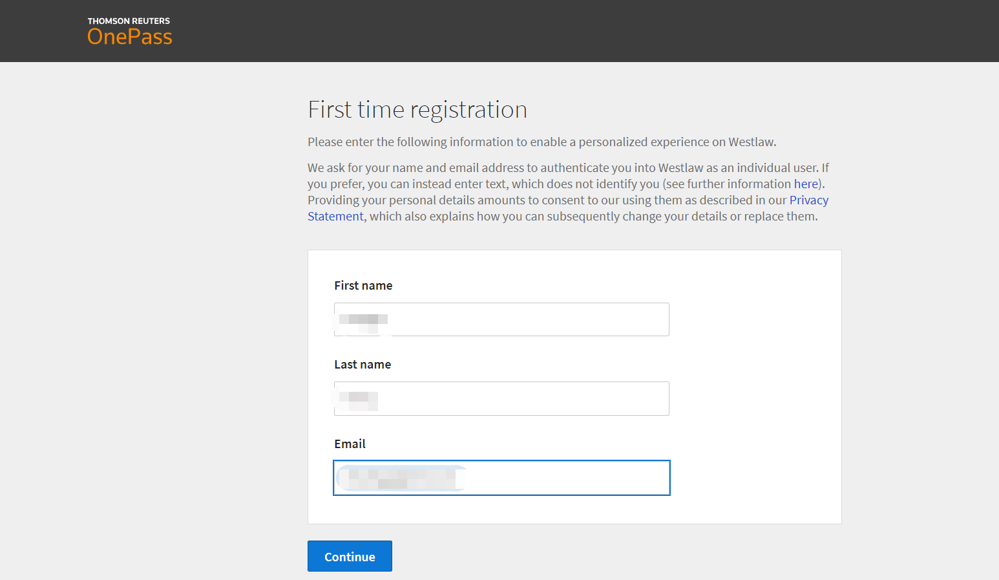 THOMSON REUTERS
OnePass
First time registration
Please enter the following information to enable a personalized experience on Westlaw.
We ask for your name and email address to authenticate you into Westlaw as an individual user. If
you prefer, you can instead enter text, which does not identify you (see further information here).
Providing your personal details amounts to consent to our using them as described in our Privacy
Statement, which also explains how you can subsequently change your details or replace them.
First name
Last name
Email
Continue